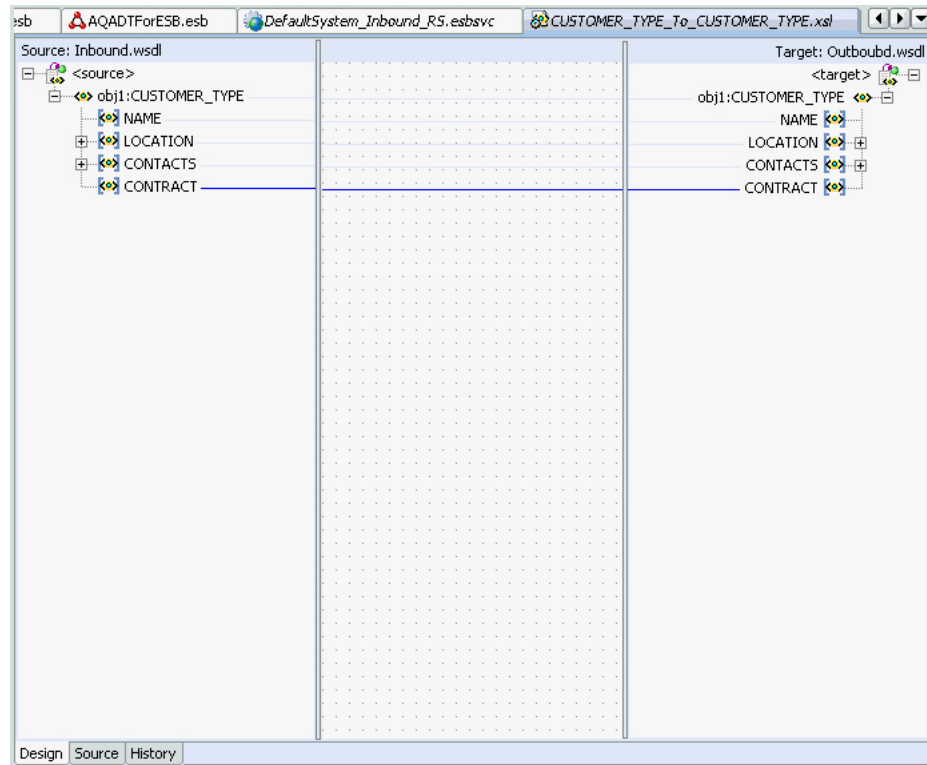 esb AQADTForESB.esb DefaultSystem_Inbound_RS.esbsvc CUSTOMER_TYPE_To_CUSTOMER_TYPE.xsl
Source: Inbound.wsdl Target: Outboubd.wsdl
<source> <target>
obj1:CUSTOMER_TYPE obj1:CUSTOMER_TYPE
NAME NAME
LOCATION LOCATION
CONTACTS CONTACTS
CONTRACT CONTRACT
Design Source History